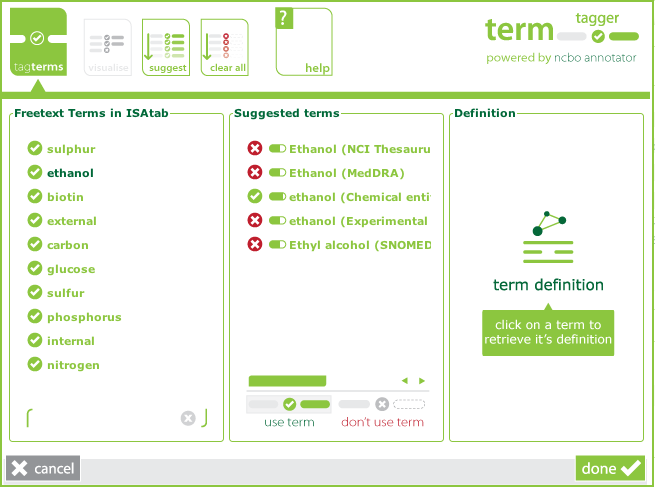 tagterms
visualise
suggest
clear all
?
help
term tagger
powered by ncbo annotator
Freetext Terms in ISAtab
sulphur
ethanol
biotin
external
carbon
glucose
sulfur
phosphorus
internal
nitrogen
Suggested terms
Ethanol (NCI Thesauru
Ethanol (MedDRA)
ethanol (Chemical enti
ethanol (Experimental
Ethyl alcohol (SNOMED
use term
don't use term
Definition
term definition
click on a term to
retrieve it's definition
cancel
done